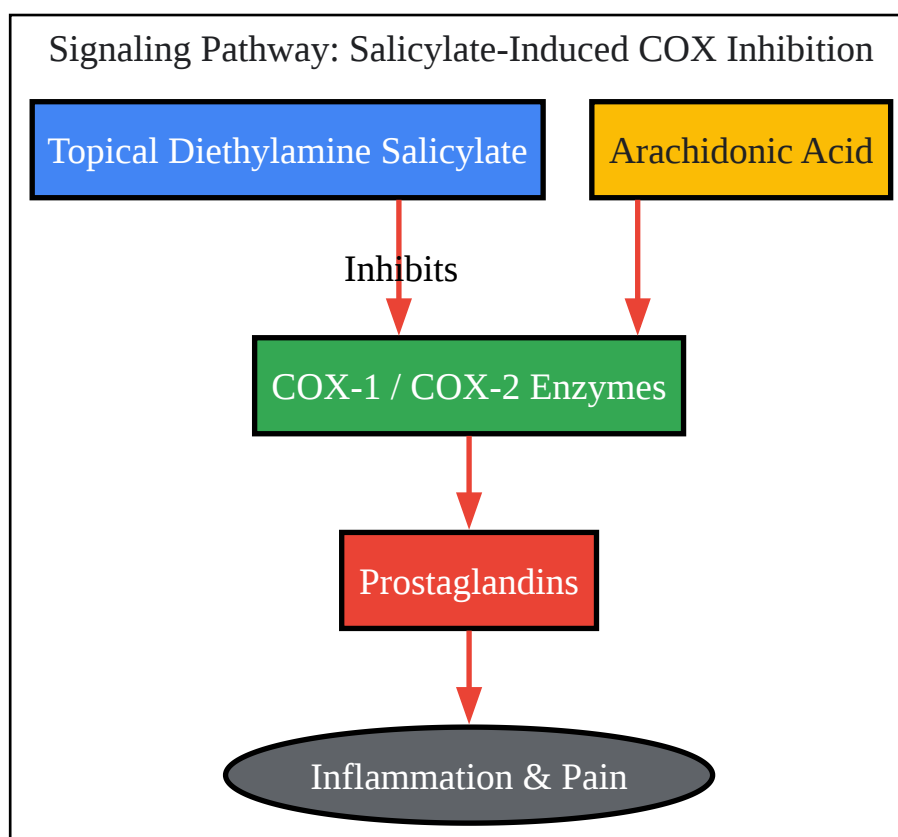 Signaling Pathway: Salicylate-Induced COX Inhibition
Topical Diethylamine Salicylate
Arachidonic Acid
Inhibits
COX-1 / COX-2 Enzymes
Prostaglandins
Inflammation & Pain